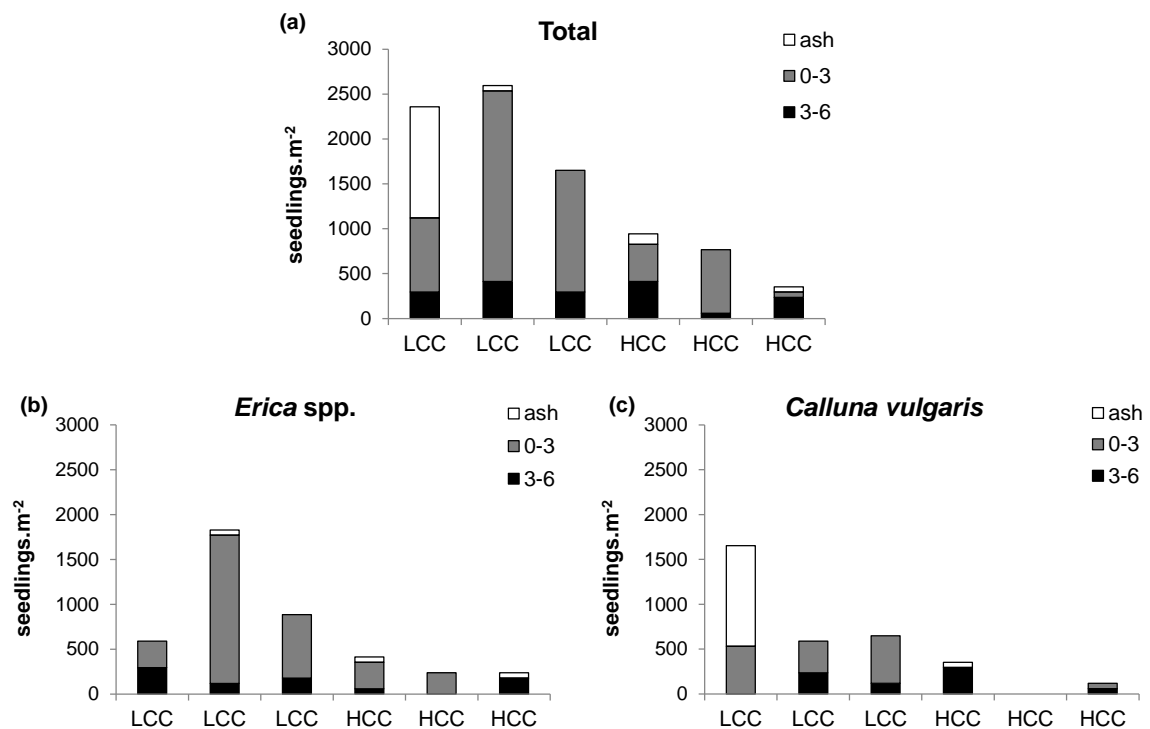 (a) Total
ash
0-3
3-6
3000
2500
2000
1500
1000
500
0
seedlings.m-2
LCC LCC LCC HCC HCC HCC
(b) Erica spp.
ash
0-3
3-6
3000
2500
2000
1500
1000
500
0
seedlings.m-2
LCC LCC LCC HCC HCC HCC
(c) Calluna vulgaris
ash
0-3
3-6
3000
2500
2000
1500
1000
500
0
seedlings.m-2
LCC LCC LCC HCC HCC HCC